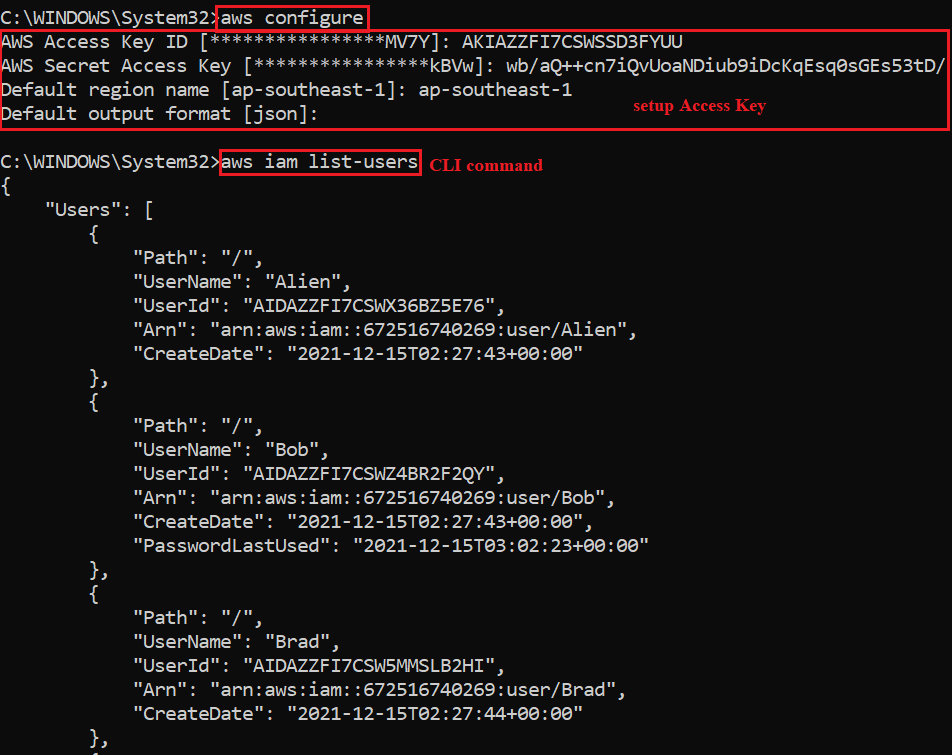 C:\WINDOWS\System32>aws configure
AWS Access Key ID [****************MV7Y]: AKIAZZFI7CSWSSD3FYUU
AWS Secret Access Key [****************kBVw]: 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
Default region name [ap-southeast-1]: ap-southeast-1
setup Access Key
Default output format [json]:
C:\WINDOWS\System32>aws iam list-users
CLI command
{
    "Users": [
        {
            "Path": "/",
            "UserName": "Alien",
            "UserId": "AIDAZZFI7CSWX36BZ5E76",
            "Arn": "arn:aws:iam::672516740269:user/Alien",
            "CreateDate": "2021-12-15T02:27:43+00:00"
        },
        {
            "Path": "/",
            "UserName": "Bob",
            "UserId": "AIDAZZFI7CSWZ4BR2F2QY",
            "Arn": "arn:aws:iam::672516740269:user/Bob",
            "CreateDate": "2021-12-15T02:27:43+00:00",
            "PasswordLastUsed": "2021-12-15T03:02:23+00:00"
        },
        {
            "Path": "/",
            "UserName": "Brad",
            "UserId": "AIDAZZFI7CSW5MMSLB2HI",
            "Arn": "arn:aws:iam::672516740269:user/Brad",
            "CreateDate": "2021-12-15T02:27:44+00:00"
        },